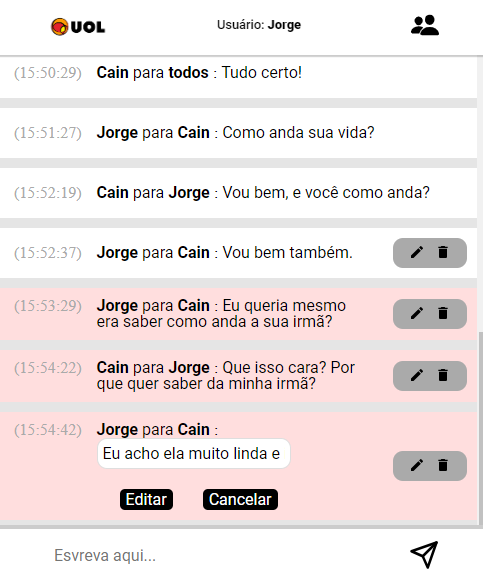 UOL
Usuário: Jorge
(15:50:29) Cain para todos : Tudo certo!
(15:51:27) Jorge para Cain : Como anda sua vida?
(15:52:19) Cain para Jorge : Vou bem, e você como anda?
(15:52:37) Jorge para Cain : Vou bem também.
(15:53:29) Jorge para Cain : Eu queria mesmo
era saber como anda a sua irmã?
(15:54:22) Cain para Jorge : Que isso cara? Por
que quer saber da minha irmã?
(15:54:42) Jorge para Cain :
Eu acho ela muito linda e
Editar Cancelar
Esvreva aqui...